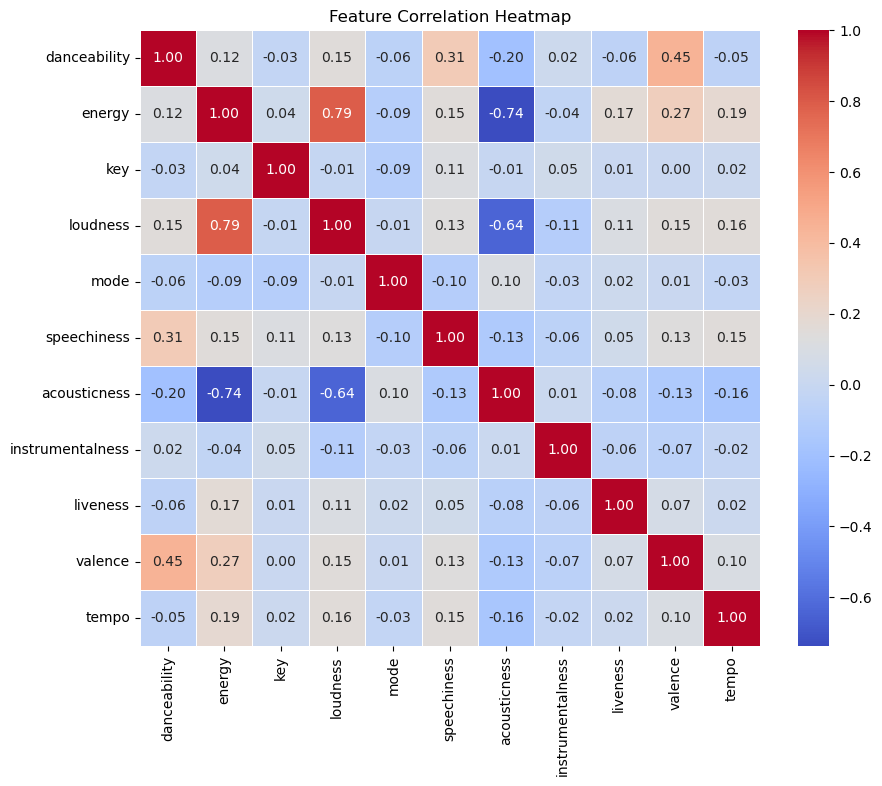 Feature Correlation Heatmap
danceability 1.00 0.12 -0.03 0.15 -0.06 0.31 -0.20 0.02 -0.06 0.45 -0.05
energy 0.12 1.00 0.04 0.79 -0.09 0.15 -0.74 -0.04 0.17 0.27 0.19
key -0.03 0.04 1.00 -0.01 -0.09 0.11 -0.01 0.05 0.01 0.00 0.02
loudness 0.15 0.79 -0.01 1.00 -0.01 0.13 -0.64 -0.11 0.11 0.15 0.16
mode -0.06 -0.09 -0.09 -0.01 1.00 -0.10 0.10 -0.03 0.02 0.01 -0.03
speechiness 0.31 0.15 0.11 0.13 -0.10 1.00 -0.13 -0.06 0.05 0.13 0.15
acousticness -0.20 -0.74 -0.01 -0.64 0.10 -0.13 1.00 0.01 -0.08 -0.13 -0.16
instrumentalness 0.02 -0.04 0.05 -0.11 -0.03 -0.06 0.01 1.00 -0.06 -0.07 -0.02
liveness -0.06 0.17 0.01 0.11 0.02 0.05 -0.08 -0.06 1.00 0.07 0.02
valence 0.45 0.27 0.00 0.15 0.01 0.13 -0.13 -0.07 0.07 1.00 0.10
tempo -0.05 0.19 0.02 0.16 -0.03 0.15 -0.16 -0.02 0.02 0.10 1.00
danceability
energy
key
loudness
mode
speechiness
acousticness
instrumentalness
liveness
valence
tempo
1.0
0.8
0.6
0.4
0.2
0.0
−0.2
−0.4
−0.6